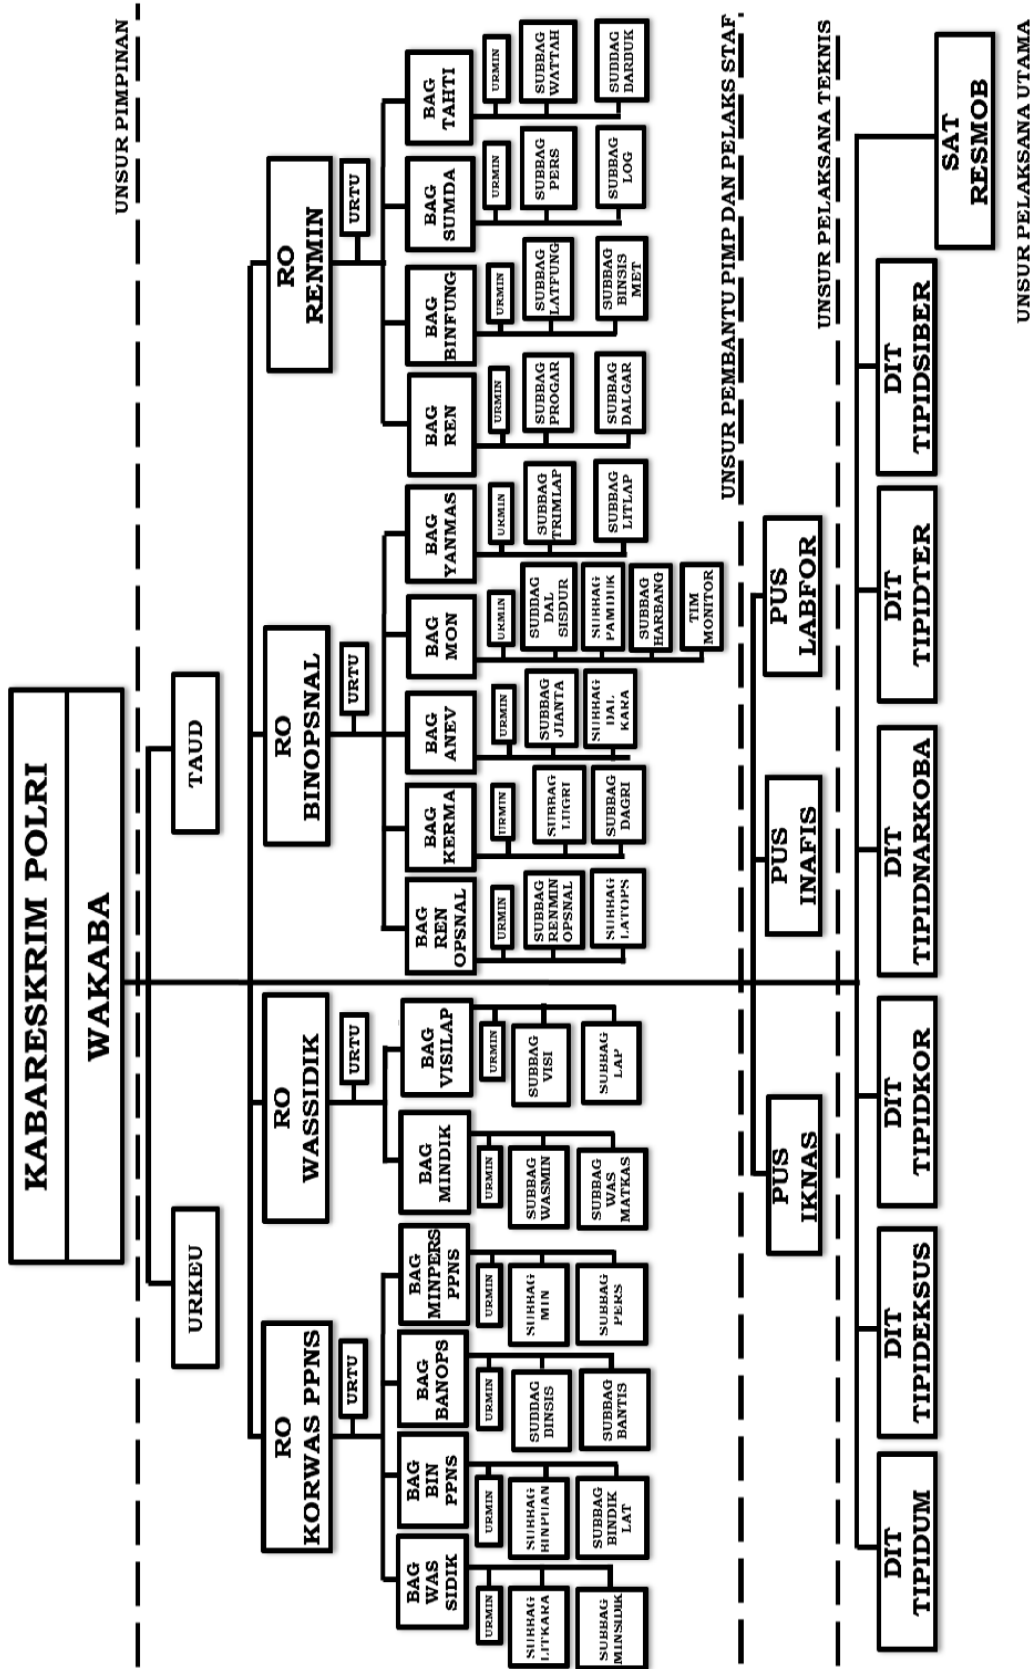 KABARESKRIM POLRI
WAKABA
UNSUR PIMPINAN
URKEU
TAUD
RO
KORWAS PPNS
RO
WASSIDIK
RO
BINOPSNAL
RO
RENMIN
URTU
URTU
URTU
URTU
BAG
WAS
SIDIK
URMIN
SUBBAG
LITKARA
SUBBAG
MINSIDIK
BAG
BIN
PPNS
URMIN
SUBBAG
BINPUAN
SUBBAG
BINDIK
LAT
BAG
BANOPS
URMIN
SUBBAG
BINSIS
SUBBAG
BANTIS
BAG
MINPERS
PPNS
URMIN
SUBBAG
MIN
SUBBAG
PERS
BAG
MINDIK
URMIN
SUBBAG
WASMIN
SUBBAG
WAS
MATKAS
BAG
VISILAP
URMIN
SUBBAG
VISI
SUBBAG
LAP
BAG
REN
OPSNAL
URMIN
SUBBAG
RENMIN
OPSNAL
SUBBAG
LATOPS
BAG
KERMA
URMIN
SUBBAG
LUGRI
SUBBAG
DAGRI
BAG
ANEV
URMIN
SUBBAG
JIANTA
SUBBAG
DAL
KARA
BAG
MON
URMIN
SUBBAG
DAL
SISDUR
SUBBAG
SUBBAG
HARBANG
TIM
MONITOR
BAG
YANMAS
URMIN
SUBBAG
TRIMLAP
SUBBAG
LITLAP
BAG
REN
URMIN
SUBBAG
PROGAR
SUBBAG
DALGAR
BAG
BINFUNG
URMIN
SUBBAG
LATFUNG
SUBBAG
BINSIS
MET
BAG
SUMDA
URMIN
SUBBAG
PERS
SUBBAG
LOG
BAG
TAHTI
URMIN
SUBBAG
WATTAH
SUBBAG
BARBUK
UNSUR PEMBANTU PIMP DAN PELAKS STAF
PUS
IKNAS
PUS
INAFIS
PUS
LABFOR
UNSUR PELAKSANA TEKNIS
DIT
TIPIDUM
DIT
TIPIDEKSUS
DIT
TIPIDKOR
DIT
TIPIDNARKOBA
DIT
TIPIDTER
DIT
TIPIDSIBER
SAT
RESMOB
UNSUR PELAKSANA UTAMA